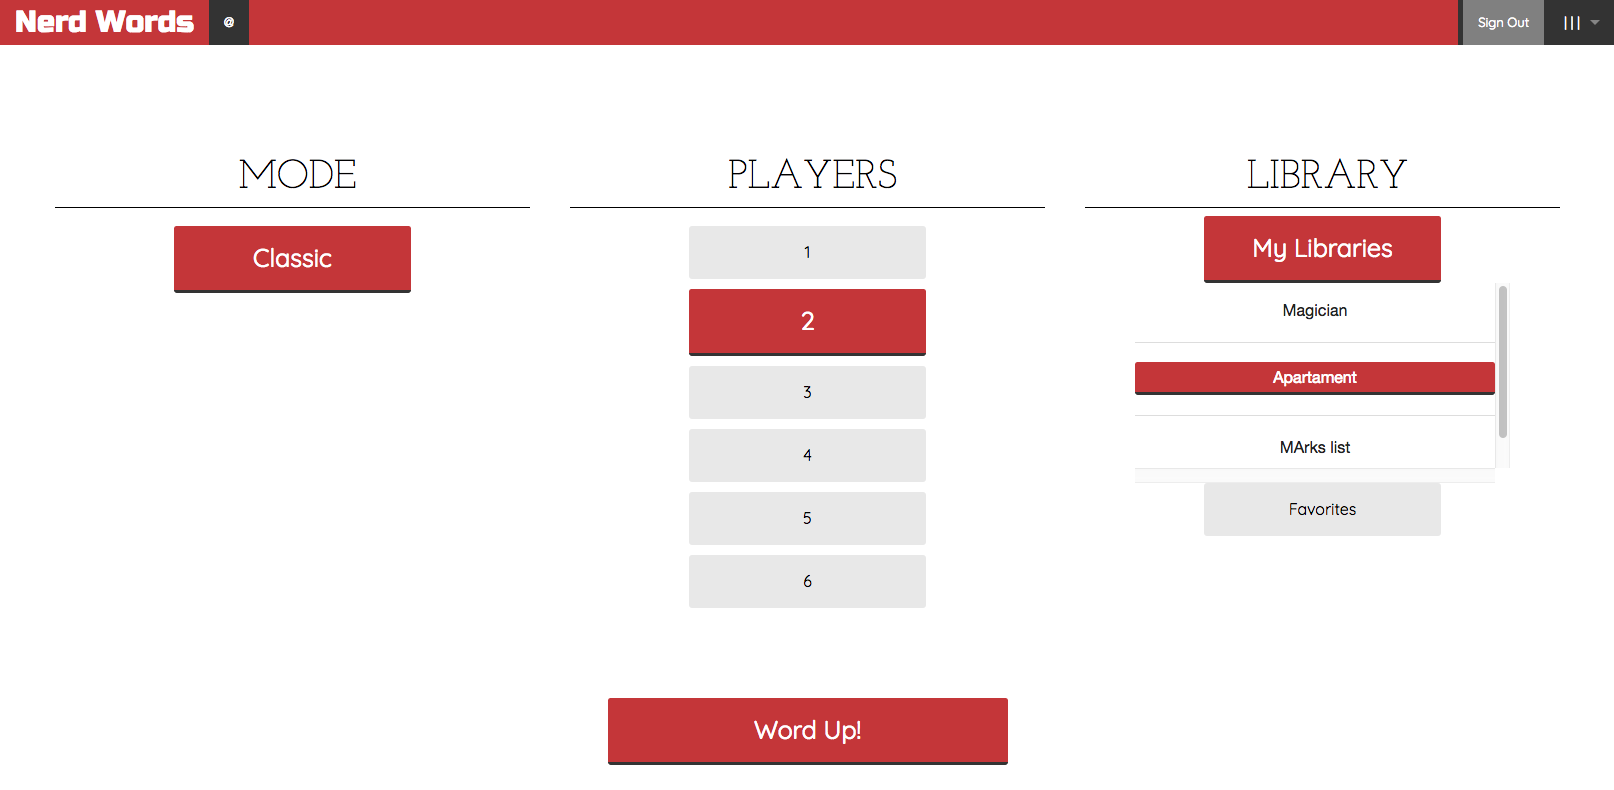 Nerd Words
@
Sign Out
MODE
Classic
PLAYERS
1
2
3
4
5
6
LIBRARY
My Libraries
Magician
Apartament
MArks list
Favorites
Word Up!